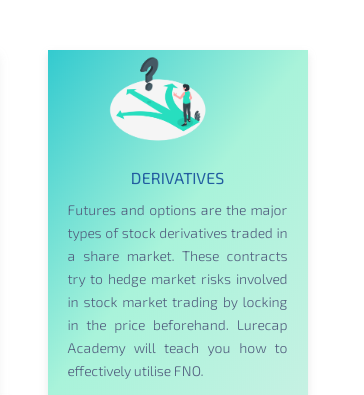 DERIVATIVES
Futures and options are the major
types of stock derivatives traded in
a share market. These contracts
try to hedge market risks involved
in stock market trading by locking
in the price beforehand. Lurecap
Academy will teach you how to
effectively utilise FNO.